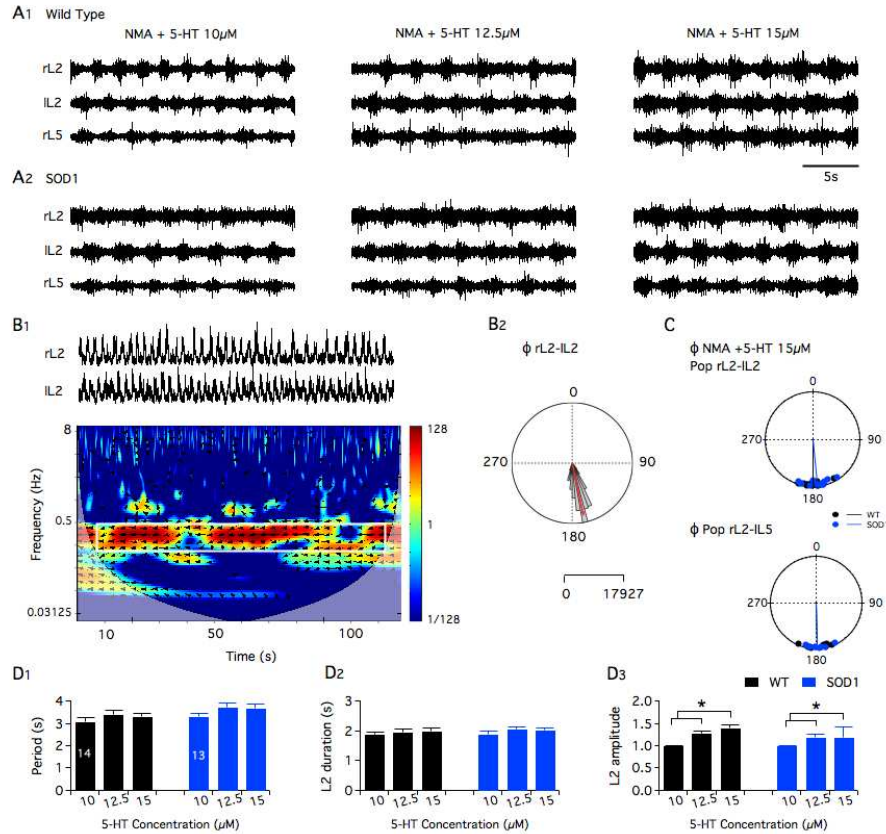 A1 Wild Type
NMA + 5-HT 10µM NMA + 5-HT 12.5µM NMA + 5-HT 15µM
rL2
lL2
rL5
5s
A2 SOD1
rL2
lL2
rL5
B1
rL2
lL2
8
0.5
0.03125
Frequency (Hz)
10 50 100
Time (s)
128
1
1/128
B2
ϕ rL2-lL2
0
270 90
180
0 17927
C
ϕ NMA +5-HT 15µM
Pop rL2-lL2
0
270 90
180
WT
SOD
ϕ Pop rL2-lL5
0
270 90
180
WT SOD1
D1
Period (s)
4
3
2
1
0
14 13
10 12.5 15 10 12.5 15
5-HT Concentration (µM)
D2
L2 duration (s)
4
3
2
1
0
10 12.5 15 10 12.5 15
5-HT Concentration (µM)
D3
L2 amplitude
2.0
1.5
1.0
0.5
0.0
* *
10 12.5 15 10 12.5 15
5-HT Concentration (µM)